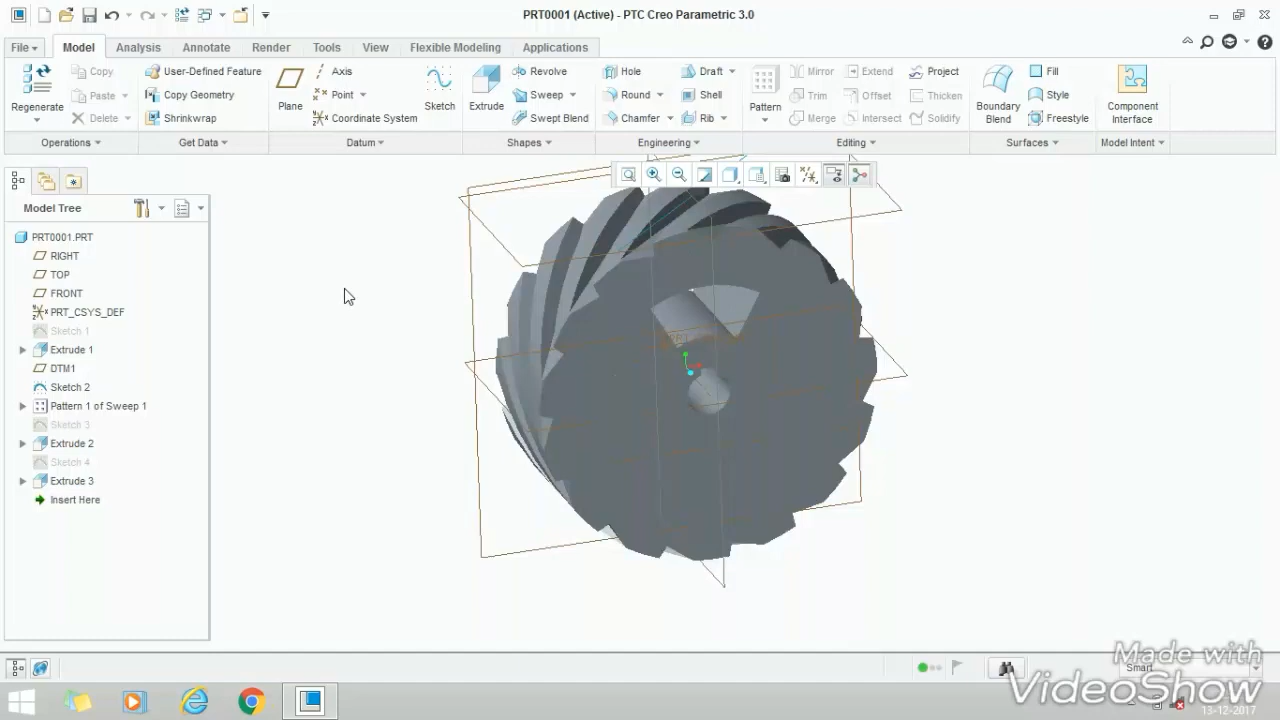 PRT0001 (Active) - PTC Creo Parametric 3.0
File Model Analysis Annotate Render Tools View Flexible Modeling Applications
Regenerate Copy Paste Delete User-Defined Feature Copy Geometry Shrinkwrap Plane Axis Point Coordinate System Sketch Extrude Revolve Sweep Swept Blend Hole Round Chamfer Draft Shell Rib Pattern Mirror Trim Merge Extend Offset Intersect Project Thicken Solidify Boundary Blend Fill Style Freestyle Component Interface
Operations Get Data Datum Shapes Engineering Editing Surfaces Model Intent
Model Tree
PRT0001.PRT
RIGHT
TOP
FRONT
PRT_CSYS_DEF
Sketch 1
Extrude 1
DTM1
Sketch 2
Pattern 1 of Sweep 1
Sketch 3
Extrude 2
Sketch 4
Extrude 3
Insert Here
Made with
Smart
VideoShow
13-12-2017